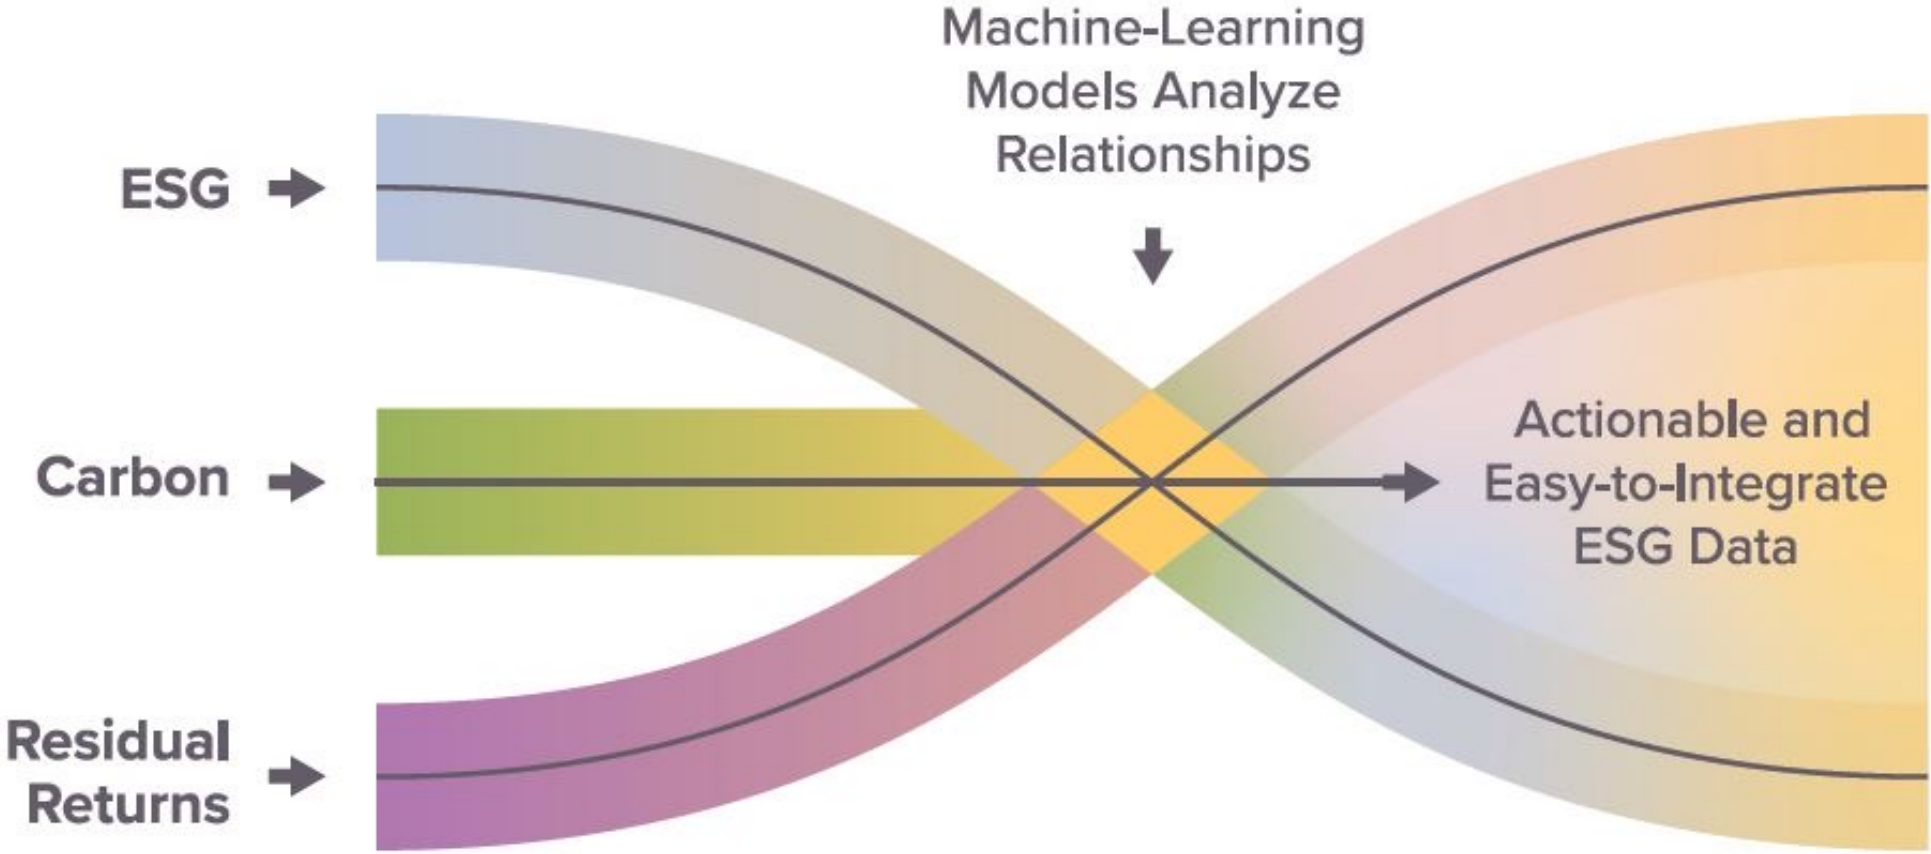 Machine-Learning
Models Analyze
Relationships
ESG
Carbon
Residual
Returns
Actionable and
Easy-to-Integrate
ESG Data